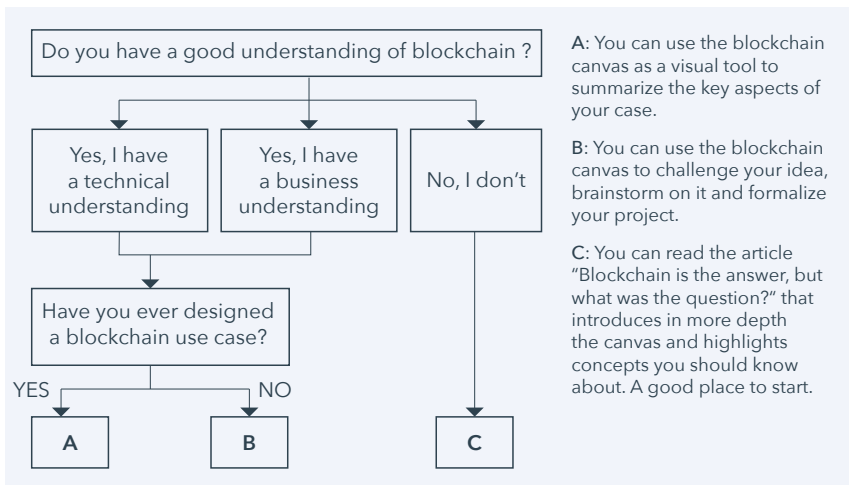 Do you have a good understanding of blockchain ?
Yes, I have
a technical
understanding
Yes, I have
a business
understanding
No, I don't
Have you ever designed
a blockchain use case?
YES
NO
A
B
C
A: You can use the blockchain
canvas as a visual tool to
summarize the key aspects of
your case.
B: You can use the blockchain
canvas to challenge your idea,
brainstorm on it and formalize
your project.
C: You can read the article
"Blockchain is the answer, but
what was the question?" that
introduces in more depth
the canvas and highlights
concepts you should know
about. A good place to start.